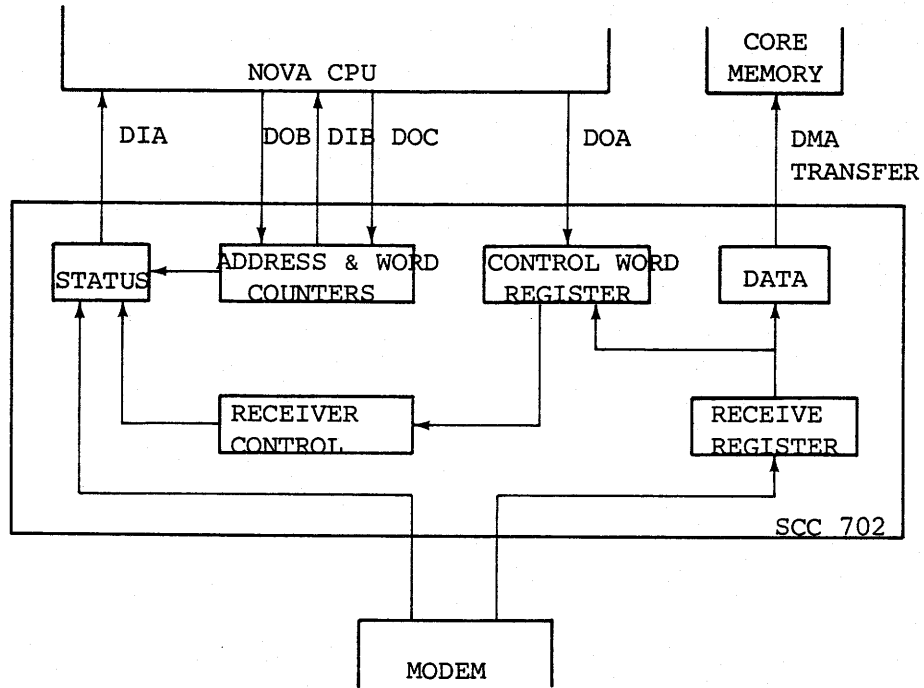 NOVA CPU
CORE
MEMORY
DIA
DOB
DIB
DOC
DOA
DMA
TRANSFER
STATUS
ADDRESS & WORD
COUNTERS
CONTROL WORD
REGISTER
DATA
RECEIVER
CONTROL
RECEIVE
REGISTER
SCC 702
MODEM